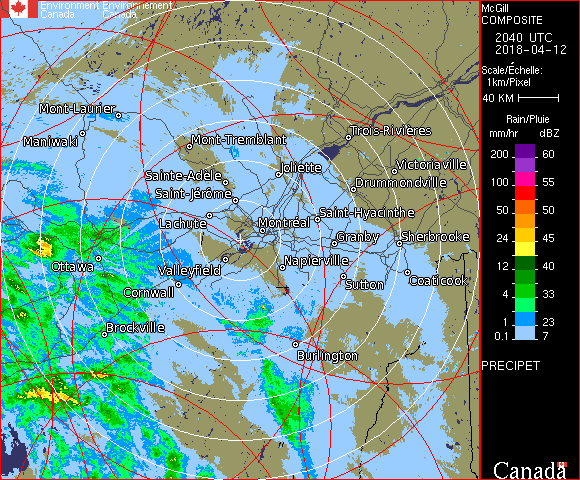 Environment Environnement
Canada Canada
McGill
COMPOSITE
2040 UTC
2018-04-12
Scale/Échelle:
1km/Pixel
40 KM
Rain/Pluie
mm/hr dBZ
200 60
100 55
50 50
24 45
12 40
4 33
1 23
0.1 7
PRECIPET
Canada
Mont-Laurier
Maniwaki
Mont-Tremblant
Trois-Rivières
Sainte-Adèle
Joliette
Victoriaville
Saint-Jérôme
Drummondville
Lachute
Montréal
Saint-Hyacinthe
Granby
Sherbrooke
Ottawa
Valleyfield
Napierville
Cornwall
Sutton
Coaticook
Brockville
Burlington